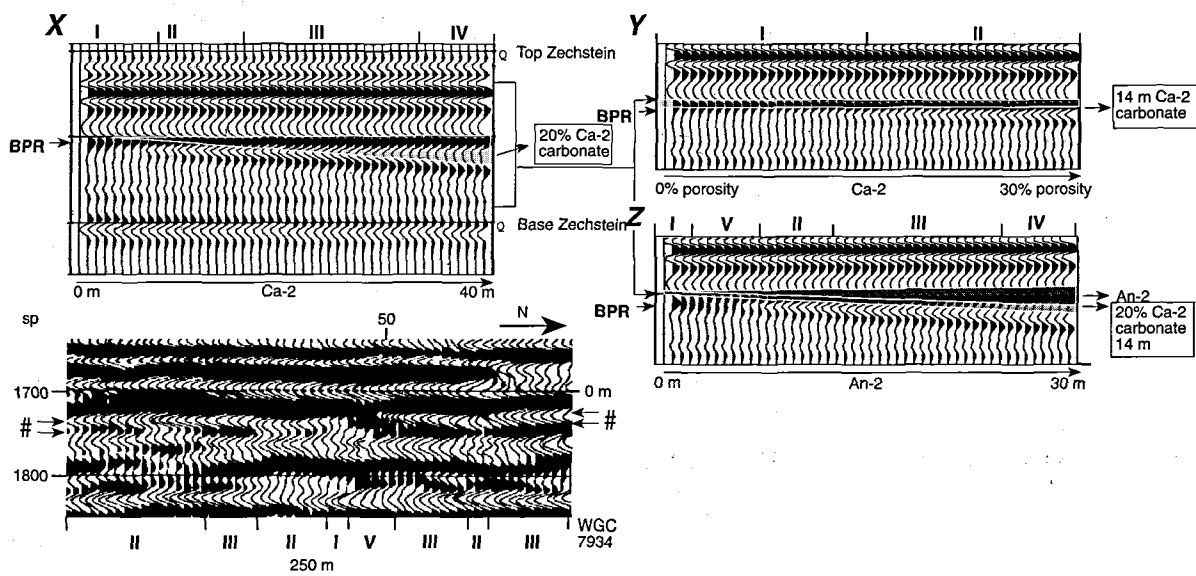 X
I II III IV
Q Top Zechstein
BPR
20% Ca-2
carbonate
Q Base Zechstein
0 m Ca-2 40 m
Y
I II
BPR
14 m Ca-2
carbonate
0% porosity Ca-2 30% porosity
Z
I V II III IV
BPR
An-2
20% Ca-2
carbonate
14 m
0 m An-2 30 m
sp 50 N
1700 0 m
# #
1800
WGC
7934
II III II I V III II III
250 m